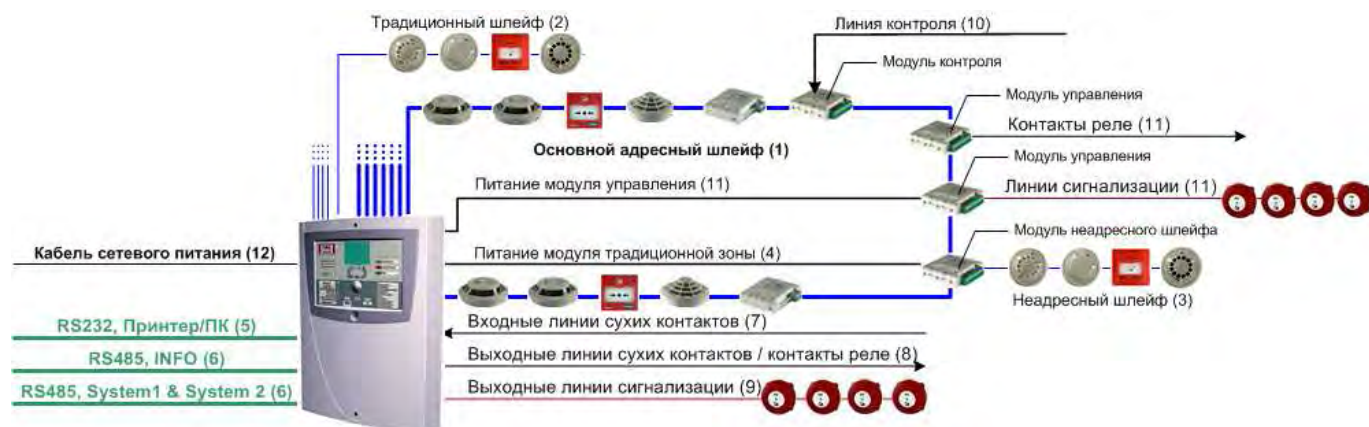 Традиционный шлейф (2)
Линия контроля (10)
Модуль контроля
Модуль управления
Контакты реле (11)
Основной адресный шлейф (1)
Модуль управления
Питание модуля управления (11)
Линии сигнализации (11)
Модуль неадресного шлейфа
Кабель сетевого питания (12)
Питание модуля традиционной зоны (4)
Неадресный шлейф (3)
RS232, Принтер/ПК (5)
Входные линии сухих контактов (7)
RS485, INFO (6)
Выходные линии сухих контактов / контакты реле (8)
RS485, System1 & System 2 (6)
Выходные линии сигнализации (9)